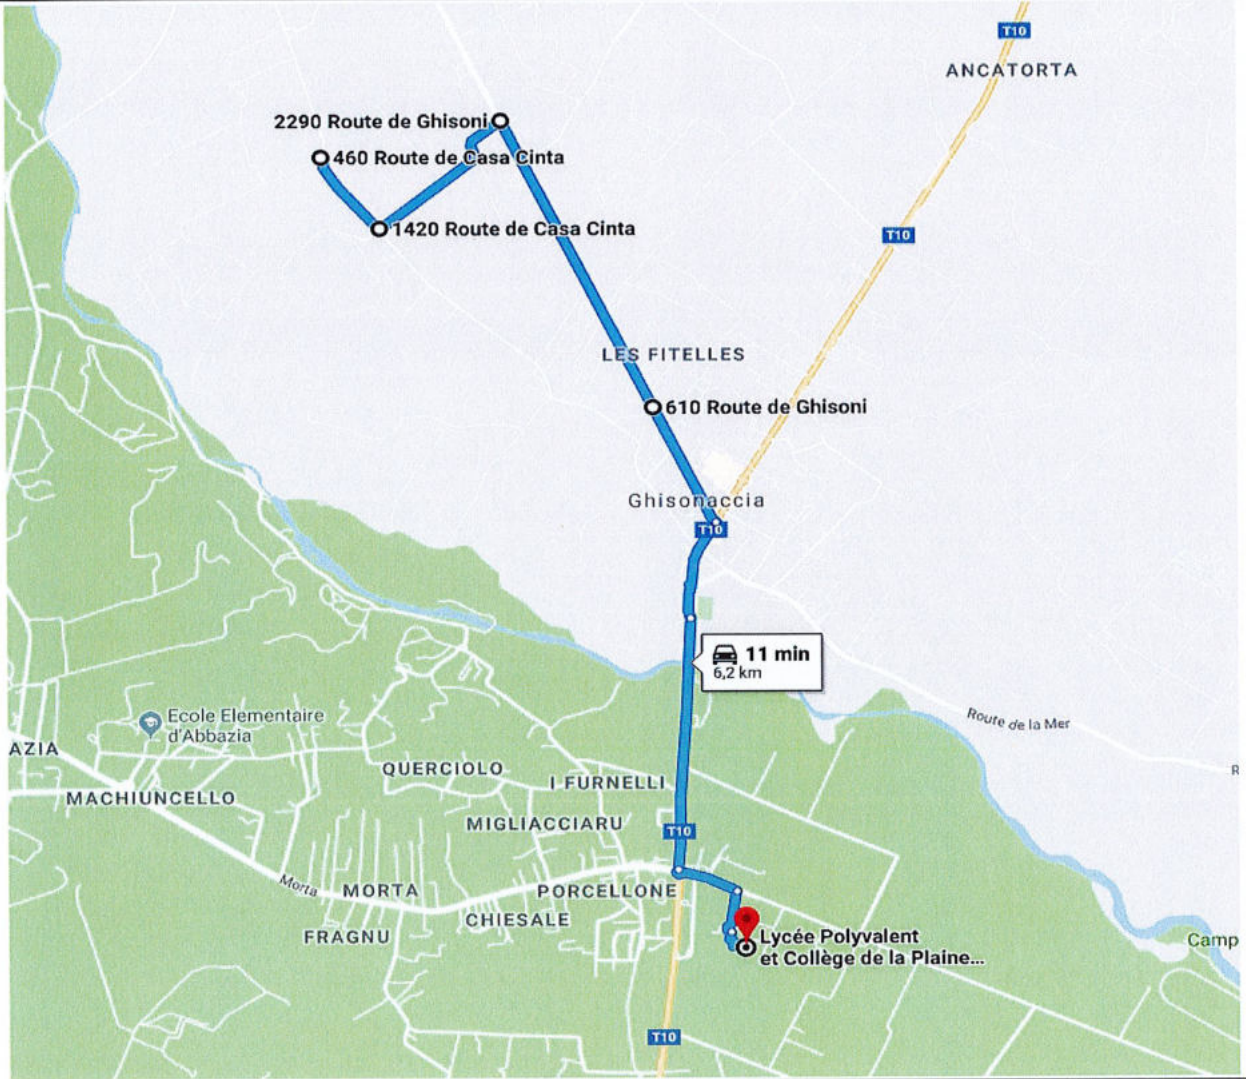 T10
ANCATORTA
2290 Route de Ghisoni
460 Route de Casa Cinta
1420 Route de Casa Cinta
T10
LES FITELLES
610 Route de Ghisoni
Ghisonaccia
T10
11 min
6,2 km
Route de la Mer
Ecole Elementaire
d'Abbazia
AZIA
QUERCIOLO
I FURNELLI
R
MACHIUNCELLO
MIGLIACCIARU
T10
Morta
MORTA
PORCELLONE
CHIESALE
FRAGNU
Lycée Polyvalent
et Collège de la Plaine...
Camp
T10